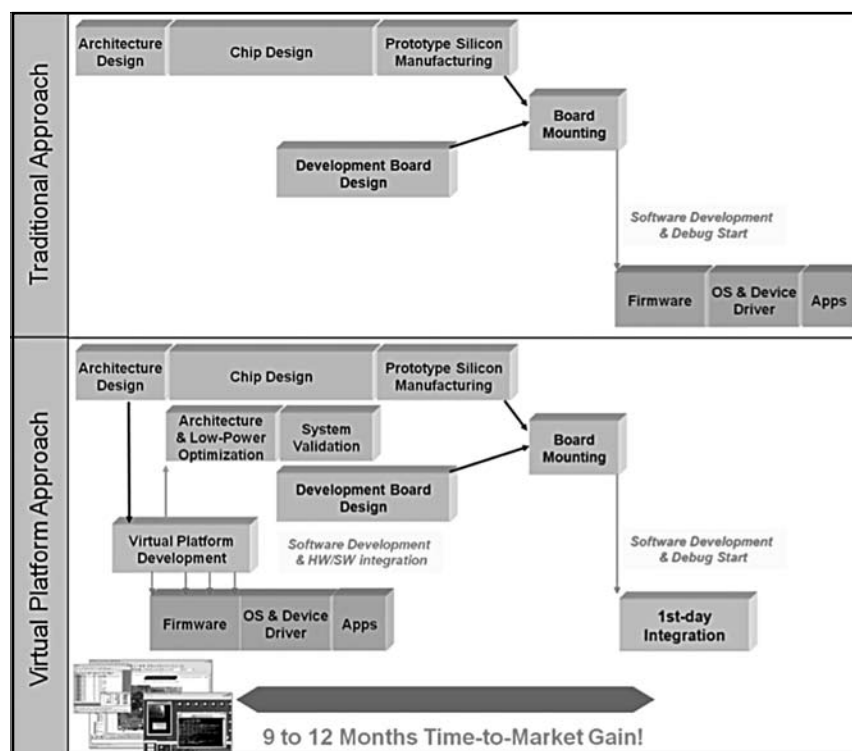 Traditional Approach
Architecture
Design
Chip Design
Prototype Silicon
Manufacturing
Board
Mounting
Development Board
Design
Software Development
& Debug Start
Firmware
OS & Device
Driver
Apps
Virtual Platform Approach
Architecture
Design
Chip Design
Prototype Silicon
Manufacturing
Architecture
& Low-Power
Optimization
System
Validation
Board
Mounting
Development Board
Design
Virtual Platform
Development
Software Development
& HW/SW integration
Software Development
& Debug Start
Firmware
OS & Device
Driver
Apps
1st-day
Integration
9 to 12 Months Time-to-Market Gain!